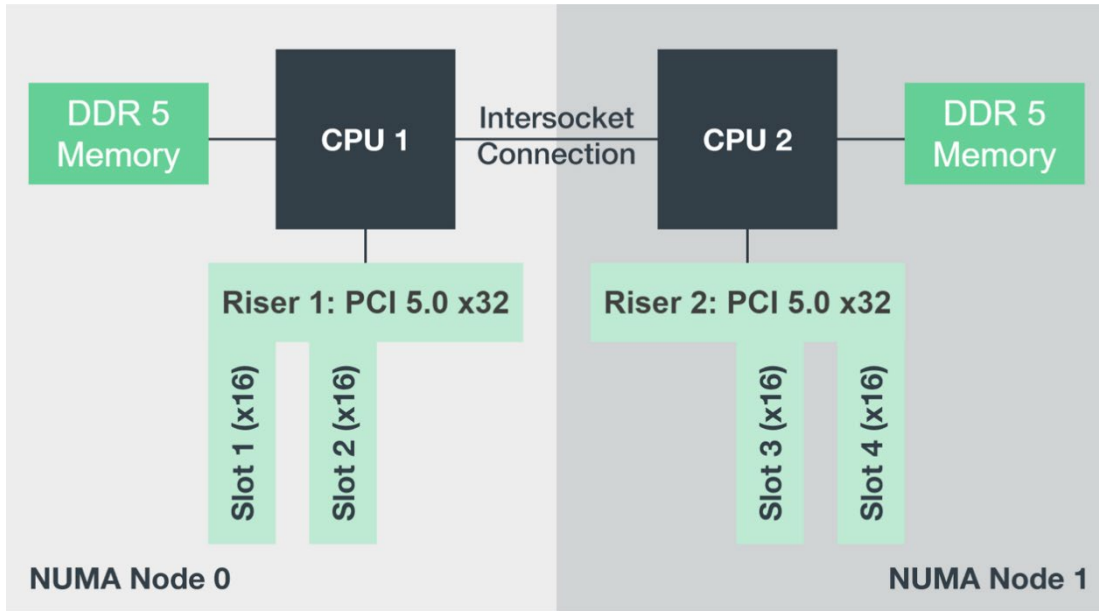 DDR 5
Memory
CPU 1
Intersocket
Connection
CPU 2
DDR 5
Memory
Riser 1: PCI 5.0 x32
Riser 2: PCI 5.0 x32
Slot 1 (x16)
Slot 2 (x16)
Slot 3 (x16)
Slot 4 (x16)
NUMA Node 0
NUMA Node 1